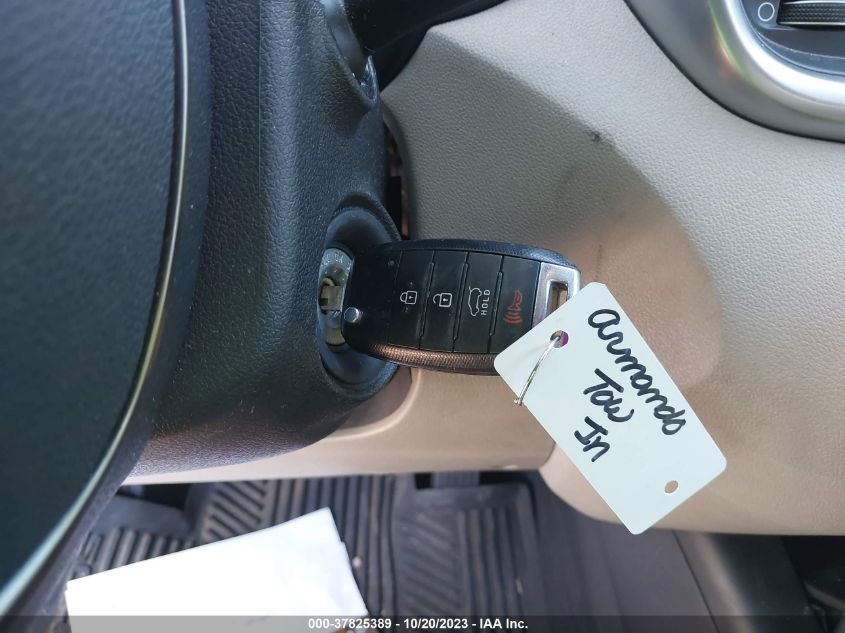 Armando
Tow
In
HOLD
000-37825389 - 10/20/2023 - IAA Inc.